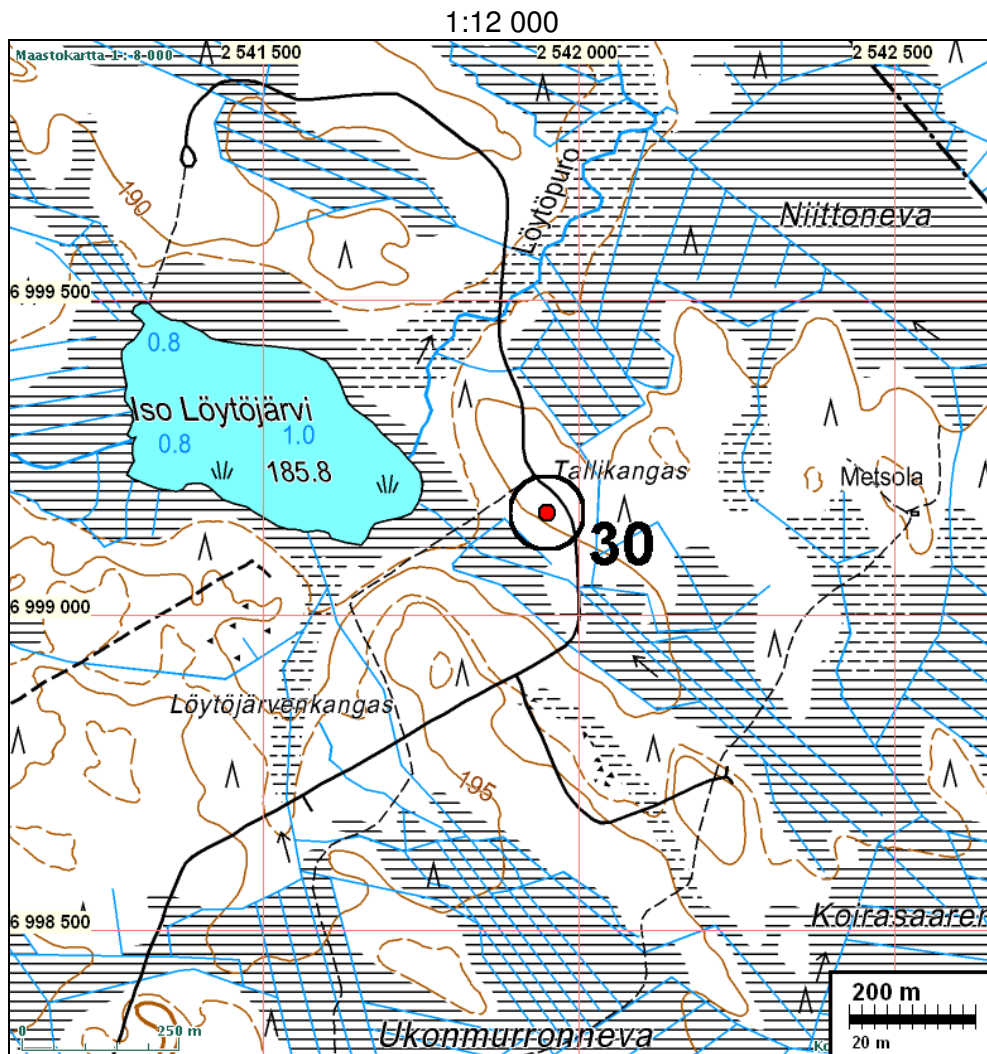 1:12 000
Maastokartta 1 : 8 000
2 541 500
2 542 000
2 542 500
190
Löytöpuro
Niittoneva
6 999 500
0.8
Iso Löytöjärvi
0.8
1.0
185.8
Tallikangas
Metsola
30
6 999 000
Löytöjärvenkangas
195
6 998 500
Koirasaaren
200 m
20 m
0
250 m
Ukonmurronneva
Ko